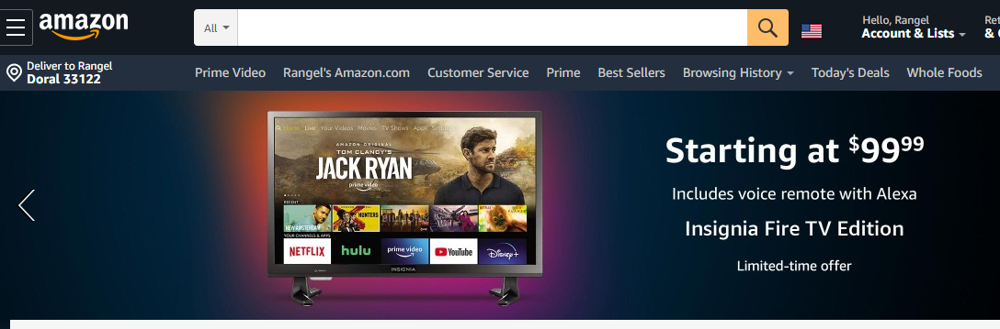 amazon
All
Hello, Rangel
Account & Lists
Ret
& O
Deliver to Rangel
Doral 33122
Prime Video
Rangel's Amazon.com
Customer Service
Prime
Best Sellers
Browsing History
Today's Deals
Whole Foods
Home Live Your Videos Movies TV Shows Apps Settings
AMAZON ORIGINAL
TOM CLANCY'S
JACK RYAN
prime video
RECENT
NEW AMSTERDAM
HUNTERS
YOUR CHANNELS & APPS
NETFLIX
hulu
prime video
YouTube
Disney+
INSIGNIA
Starting at $99 99
Includes voice remote with Alexa
Insignia Fire TV Edition
Limited-time offer